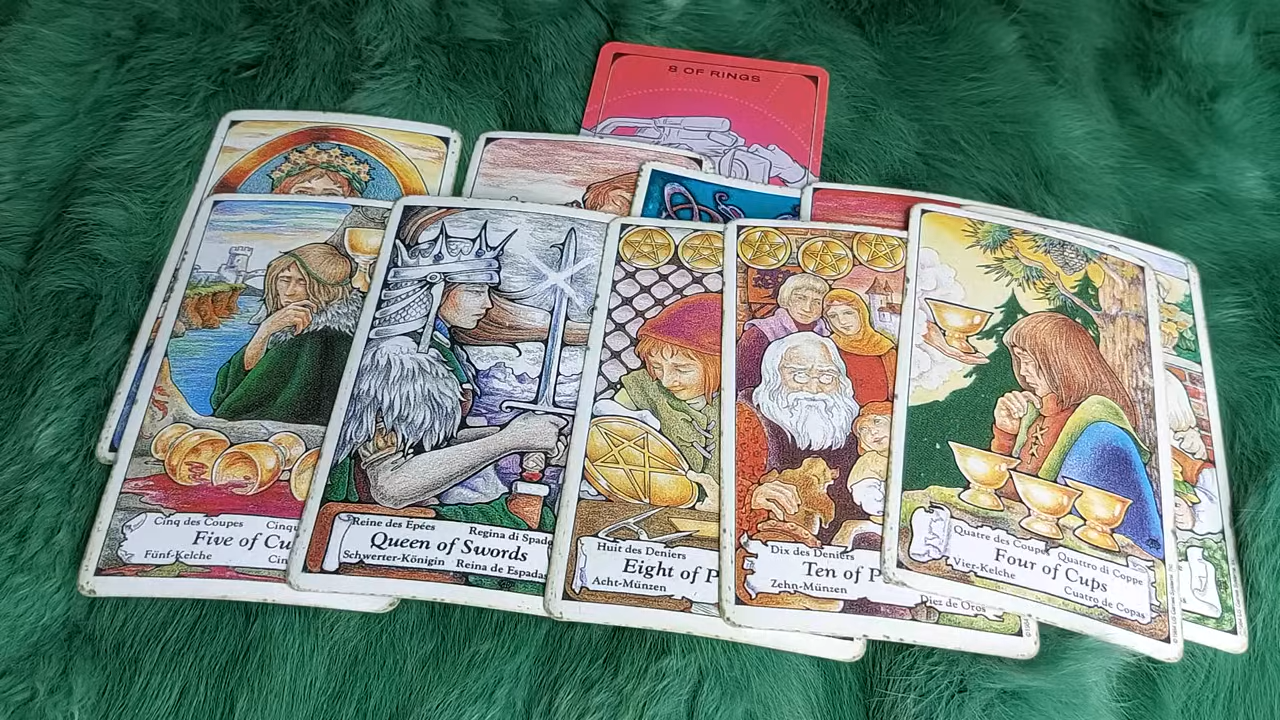 8 OF RINGS
Cinq des Coupes
Five of Cu
Fünf-Kelche
Reine des Epées
Regina di Spade
Queen of Swords
Schwerter-Königin
Reina de Espadas
Huit des Deniers
Eight of P
Acht-Münzen
Dix des Deniers
Ten of P
Zehn-Münzen
Diez de Oros
Quatre des Coupes
Quattro di Coppe
Four of Cups
Vier-Kelche
Cuatro de Copas